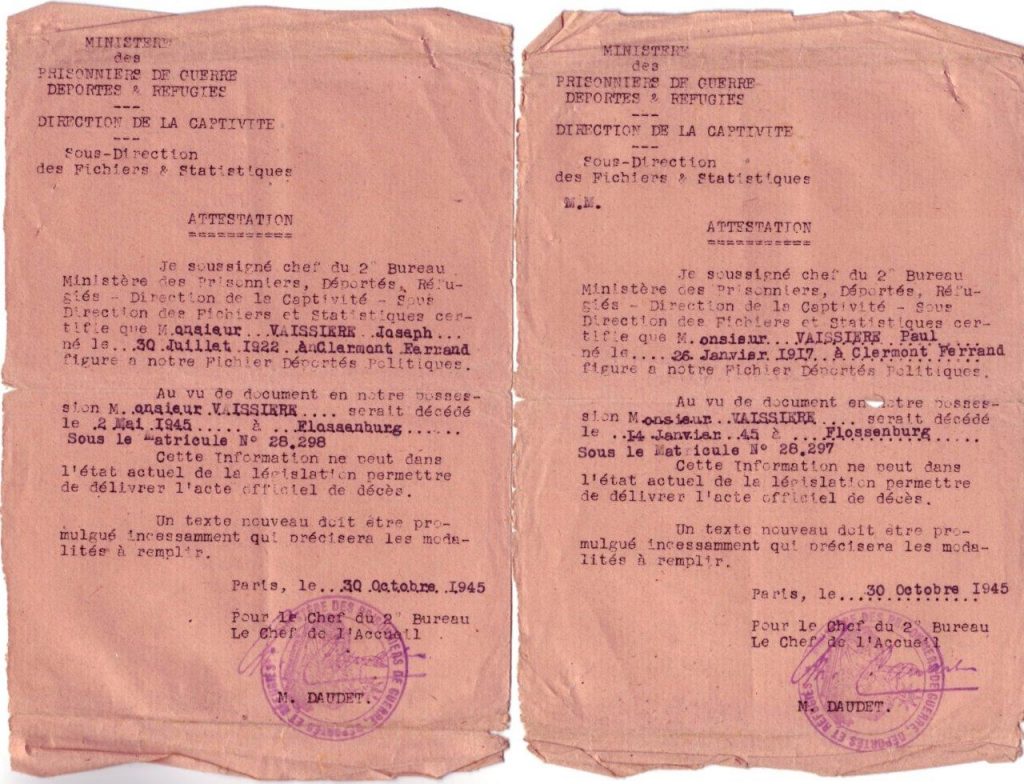 MINISTERE
des
PRISONNIERS DE GUERRE
DEPORTES & REFUGIES
---
DIRECTION DE LA CAPTIVITE
---
Sous-Direction
des Fichiers & Statistiques
ATTESTATION
==========
Je soussigné chef du 2° Bureau
Ministère des Prisonniers, Déportés, Réfu-
giés - Direction de la Captivité - Sous
Direction des Fichiers et Statistiques cer-
tifie que M.onsieur...VAISSIERE Joseph...
né le...30 Juillet 1922..ànClermont Ferrand
figure a notre Fichier Déportés Politiques.
Au vu de document en notre posses-
sion M..onsieur VAISSIERE.... serait décédé
le .2 Mai 1945..... à ...Flossenburg......
Sous le Matricule N° 28.298
Cette Information ne peut dans
l'état actuel de la législation permettre
de délivrer l'acte officiel de décès.
Un texte nouveau doit être pro-
mulgué incessamment qui précisera les moda-
lités à remplir.
Paris, le...30 Octobre 1945
Pour le Chef du 2° Bureau
Le Chef de l'Accueil
M. DAUDET.
MINISTERE
des
PRISONNIERS DE GUERRE
DEPORTES & REFUGIES
---
DIRECTION DE LA CAPTIVITE
---
Sous-Direction
des Fichiers & Statistiques
M.M.
ATTESTATION
==========
Je soussigné chef du 2° Bureau
Ministère des Prisonniers, Déportés, Réfu-
giés - Direction de la Captivité - Sous
Direction des Fichiers et Statistiques cer-
tifie que M.onsieur...VAISSIERE Paul
né le.... 26 Janvier 1917. à Clermont Ferrand
figure a notre Fichier Déportés Politiques.
Au vu de document en notre posses-
sion Monsieur VAISSIERE.... serait décédé
le ..14 Janvier 45 à ...Flossenburg.....
Sous le Matricule N° 28.297
Cette Information ne peut dans
l'état actuel de la législation permettre
de délivrer l'acte officiel de décès.
Un texte nouveau doit être pro-
mulgué incessamment qui précisera les moda-
lités à remplir.
Paris, le...30 Octobre 1945
Pour le Chef du 2° Bureau
Le Chef de l'Accueil
M. DAUDET.